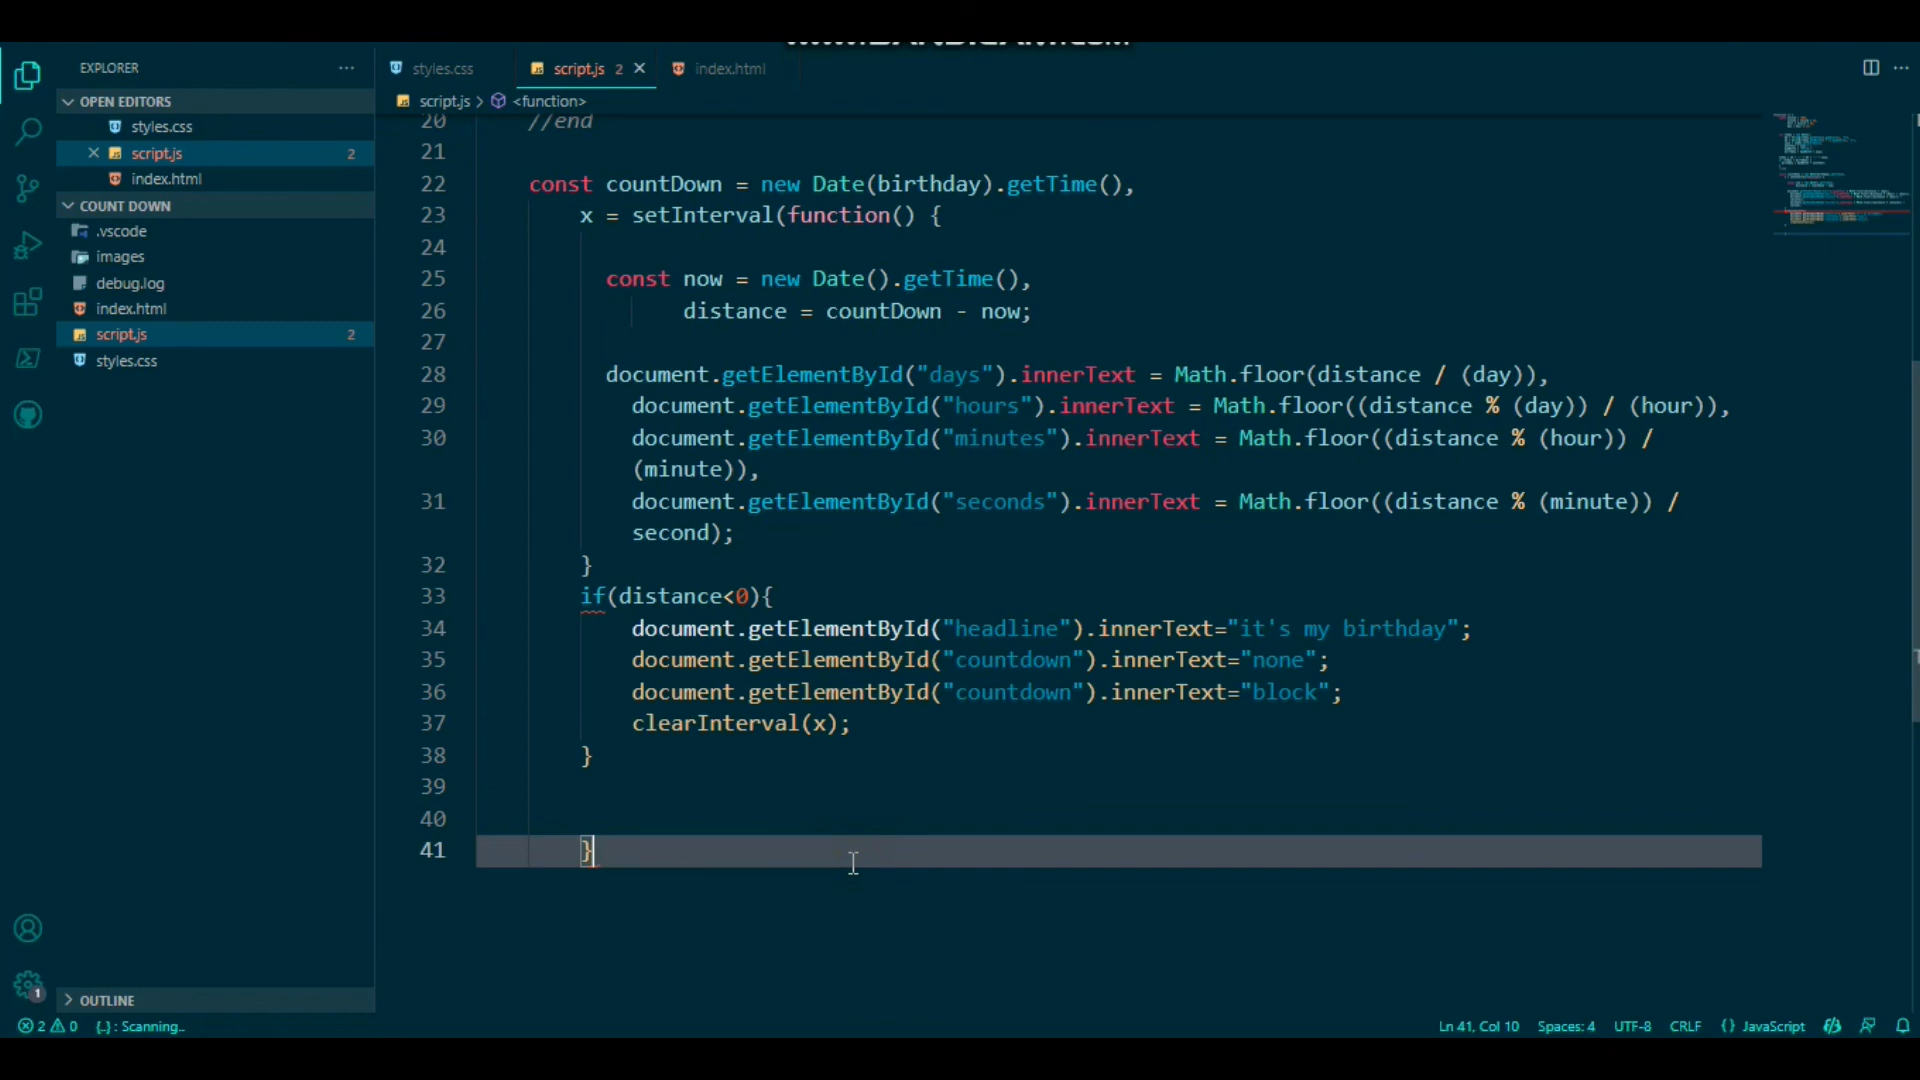 EXPLORER
OPEN EDITORS
styles.css
script.js 2
index.html
COUNT DOWN
.vscode
images
debug.log
index.html
script.js 2
styles.css
OUTLINE
styles.css script.js 2 index.html
script.js > <function>
20 //end
21
22 const countDown = new Date(birthday).getTime(),
23 x = setInterval(function() {
24
25 const now = new Date().getTime(),
26 distance = countDown - now;
27
28 document.getElementById("days").innerText = Math.floor(distance / (day)),
29 document.getElementById("hours").innerText = Math.floor((distance % (day)) / (hour)),
30 document.getElementById("minutes").innerText = Math.floor((distance % (hour)) /
(minute)),
31 document.getElementById("seconds").innerText = Math.floor((distance % (minute)) /
second);
32 }
33 if(distance<0){
34 document.getElementById("headline").innerText="it's my birthday";
35 document.getElementById("countdown").innerText="none";
36 document.getElementById("countdown").innerText="block";
37 clearInterval(x);
38 }
39
40
41 }
1
2 0 {..} : Scanning..
Ln 41, Col 10 Spaces: 4 UTF-8 CRLF {} JavaScript